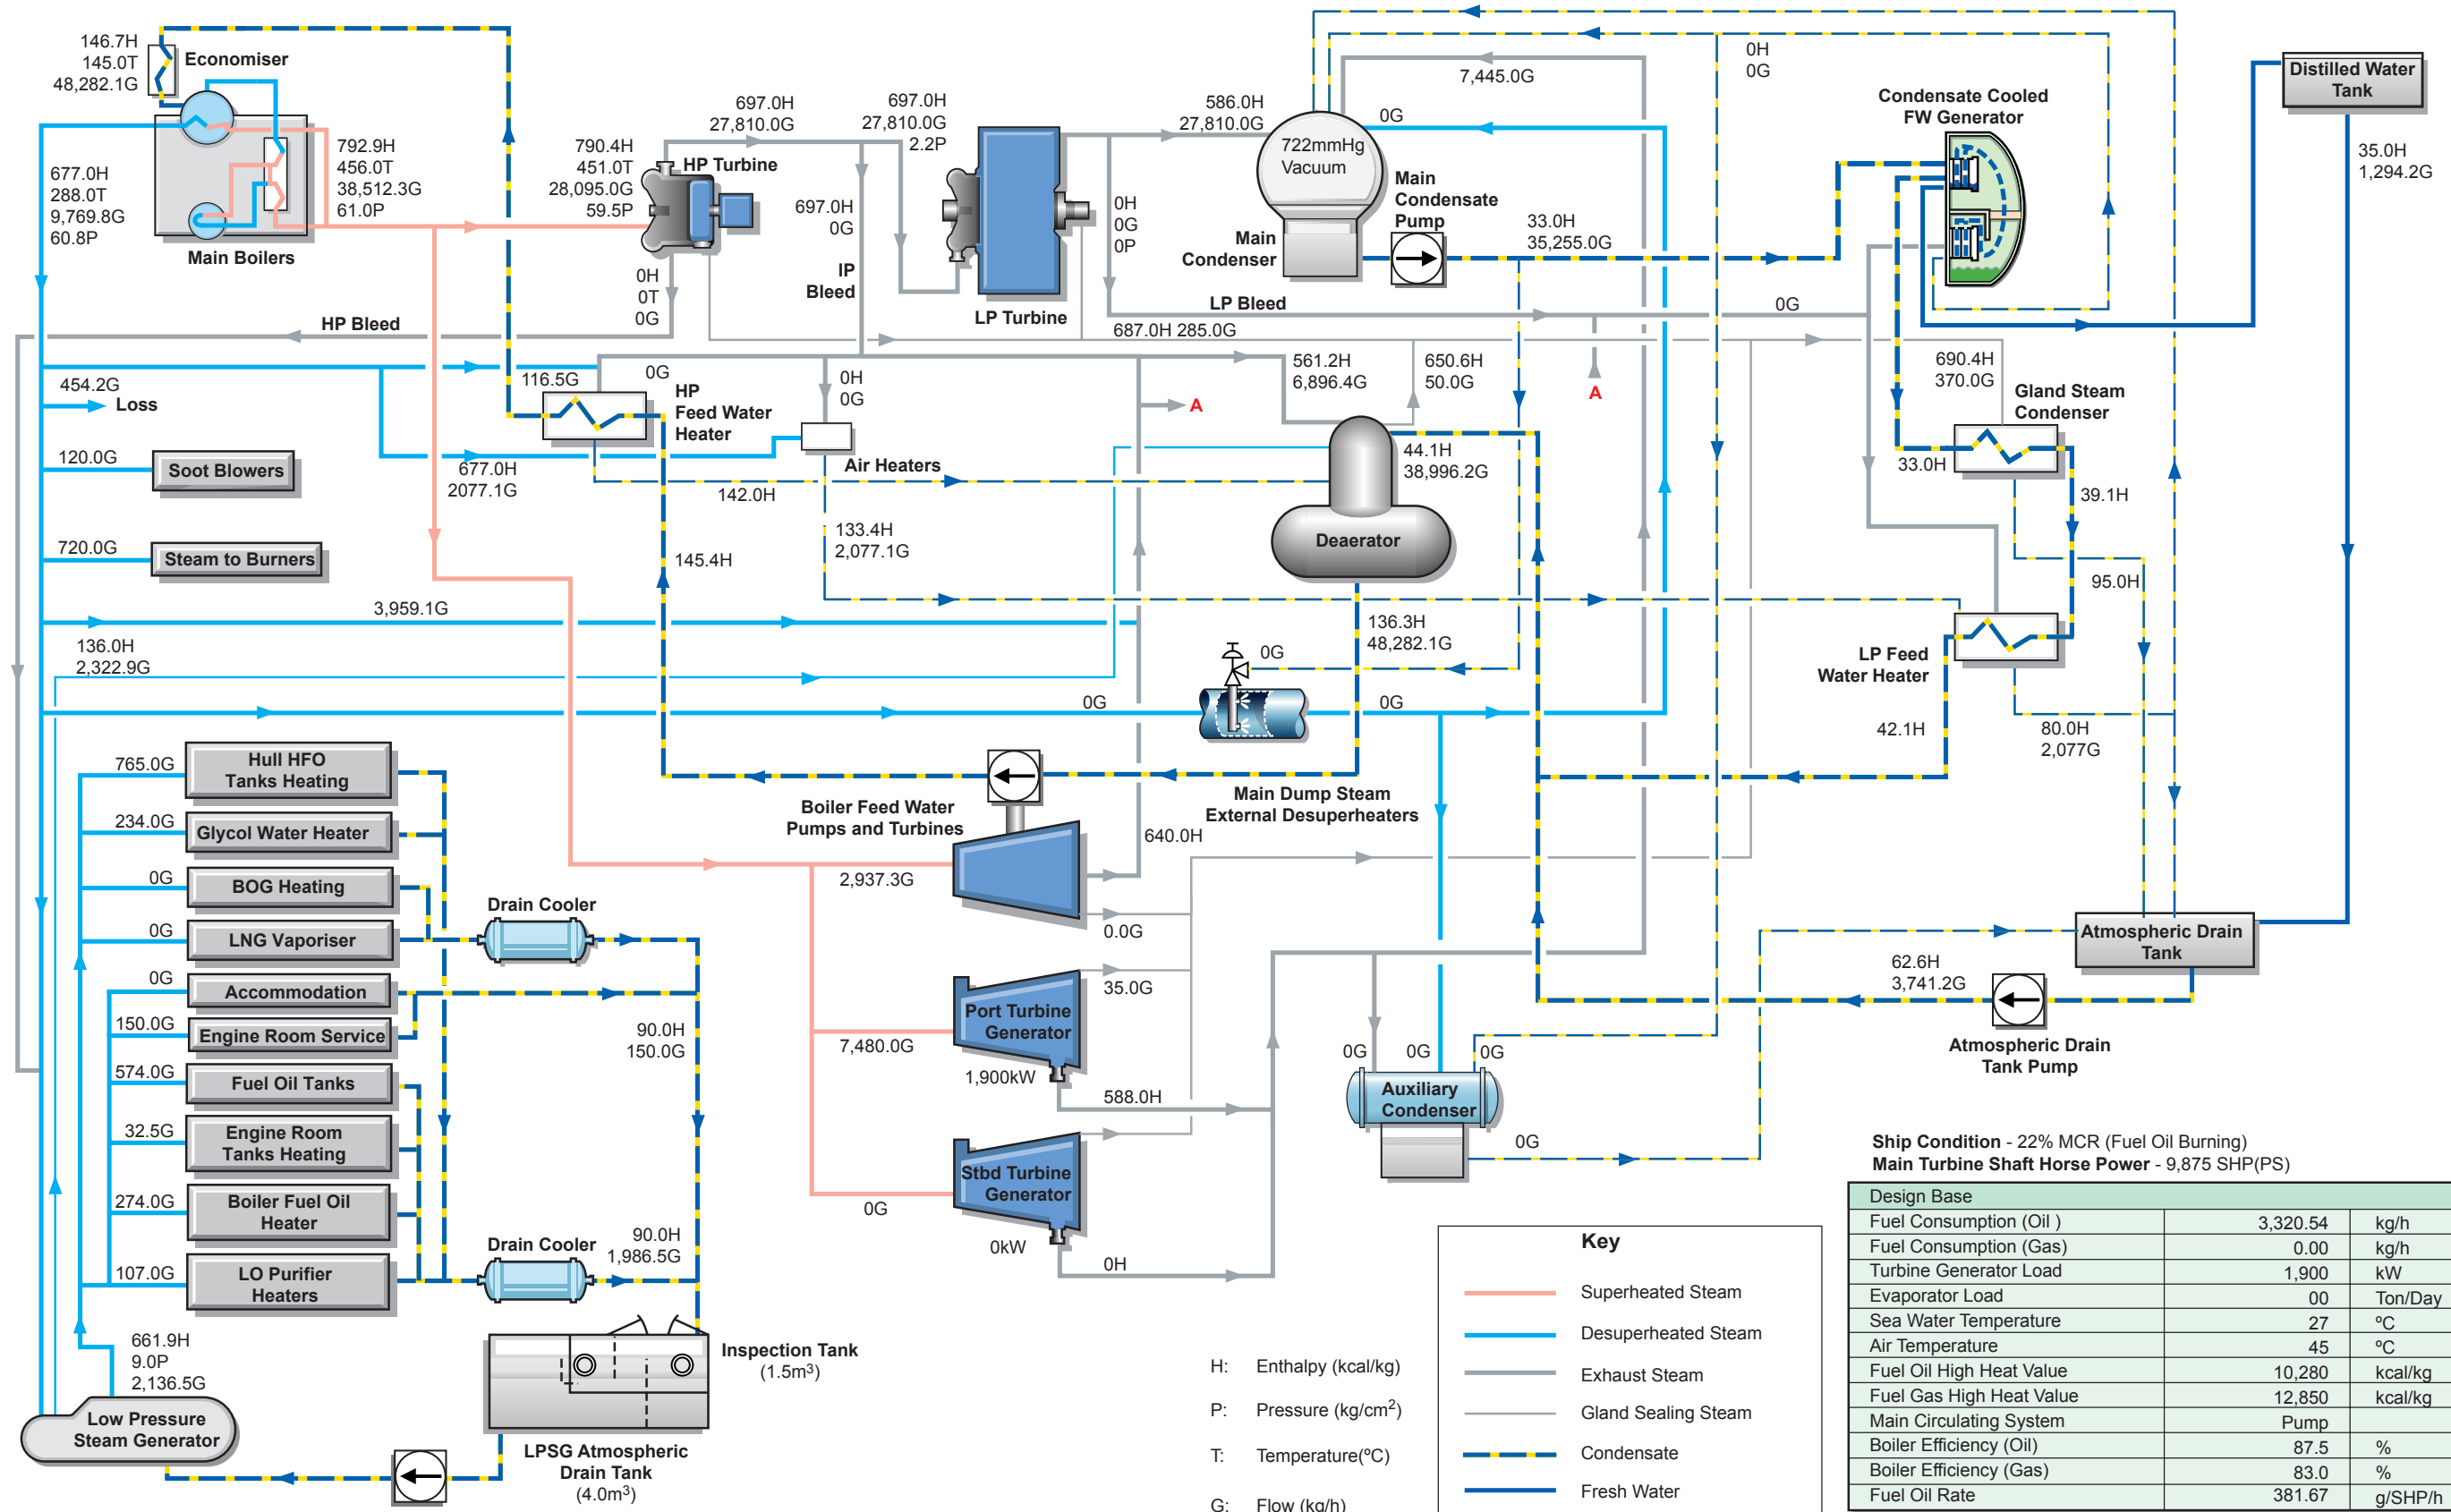 146.7H
145.0T
48,282.1G
Economiser
677.0H
288.0T
9,769.8G
60.8P
Main Boilers
792.9H
456.0T
38,512.3G
61.0P
697.0H
27,810.0G
790.4H
451.0T
28,095.0G
59.5P
HP Turbine
697.0H
27,810.0G
2.2P
697.0H
0G
IP
Bleed
0H
0T
0G
HP Bleed
LP Turbine
0H
0G
0P
LP Bleed
687.0H 285.0G
586.0H
27,810.0G
7,445.0G
0G
722mmHg
Vacuum
Main
Condenser
Main
Condensate
Pump
33.0H
35,255.0G
0H
0G
0G
Condensate Cooled
FW Generator
Distilled Water
Tank
35.0H
1,294.2G
690.4H
370.0G
Gland Steam
Condenser
33.0H
39.1H
95.0H
LP Feed
Water Heater
42.1H
80.0H
2,077G
454.2G
Loss
116.5G
0G
HP
Feed Water
Heater
0H
0G
A
A
561.2H
6,896.4G
650.6H
50.0G
44.1H
38,996.2G
Deaerator
120.0G
Soot Blowers
677.0H
2077.1G
Air Heaters
142.0H
133.4H
2,077.1G
145.4H
720.0G
Steam to Burners
3,959.1G
136.0H
2,322.9G
136.3H
48,282.1G
0G
0G
0G
Main Dump Steam
External Desuperheaters
Boiler Feed Water
Pumps and Turbines
640.0H
2,937.3G
0.0G
35.0G
Port Turbine
Generator
7,480.0G
1,900kW
588.0H
Stbd Turbine
Generator
0G
0kW
0H
765.0G
Hull HFO
Tanks Heating
234.0G
Glycol Water Heater
0G
BOG Heating
0G
LNG Vaporiser
0G
Accommodation
150.0G
Engine Room Service
574.0G
Fuel Oil Tanks
32.5G
Engine Room
Tanks Heating
274.0G
Boiler Fuel Oil
Heater
107.0G
LO Purifier
Heaters
Drain Cooler
90.0H
150.0G
Drain Cooler
90.0H
1,986.5G
661.9H
9.0P
2,136.5G
Low Pressure
Steam Generator
Inspection Tank
(1.5m3)
LPSG Atmospheric
Drain Tank
(4.0m3)
0G
0G
0G
Auxiliary
Condenser
0G
Atmospheric Drain
Tank
62.6H
3,741.2G
Atmospheric Drain
Tank Pump
Ship Condition - 22% MCR (Fuel Oil Burning)
Main Turbine Shaft Horse Power - 9,875 SHP(PS)
Design Base
Fuel Consumption (Oil ) 3,320.54 kg/h
Fuel Consumption (Gas) 0.00 kg/h
Turbine Generator Load 1,900 kW
Evaporator Load 00 Ton/Day
Sea Water Temperature 27 ºC
Air Temperature 45 ºC
Fuel Oil High Heat Value 10,280 kcal/kg
Fuel Gas High Heat Value 12,850 kcal/kg
Main Circulating System Pump
Boiler Efficiency (Oil) 87.5 %
Boiler Efficiency (Gas) 83.0 %
Fuel Oil Rate 381.67 g/SHP/h
H: Enthalpy (kcal/kg)
P: Pressure (kg/cm2)
T: Temperature(ºC)
G: Flow (kg/h)
Key
Superheated Steam
Desuperheated Steam
Exhaust Steam
Gland Sealing Steam
Condensate
Fresh Water